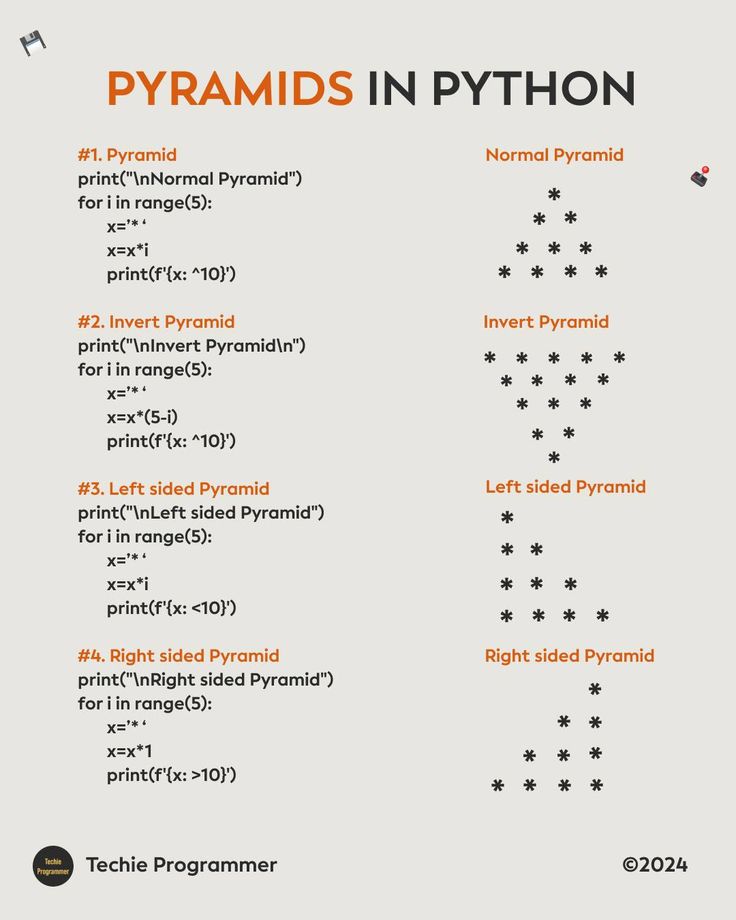 PYRAMIDS IN PYTHON
#1. Pyramid
print("\nNormal Pyramid")
for i in range(5):
x='* ‘
x=x*i
print(f'{x: ^10}')
Normal Pyramid
*
* *
* * *
* * * *
#2. Invert Pyramid
print("\nInvert Pyramid\n")
for i in range(5):
x='* ‘
x=x*(5-i)
print(f'{x: ^10}')
Invert Pyramid
* * * * *
* * * *
* * *
* *
*
#3. Left sided Pyramid
print("\nLeft sided Pyramid")
for i in range(5):
x='* ‘
x=x*i
print(f'{x: <10}')
Left sided Pyramid
*
* *
* * *
* * * *
#4. Right sided Pyramid
print("\nRight sided Pyramid")
for i in range(5):
x='* ‘
x=x*1
print(f'{x: >10}')
Right sided Pyramid
*
* *
* * *
* * * *
Techie
Programmer
Techie Programmer
©2024